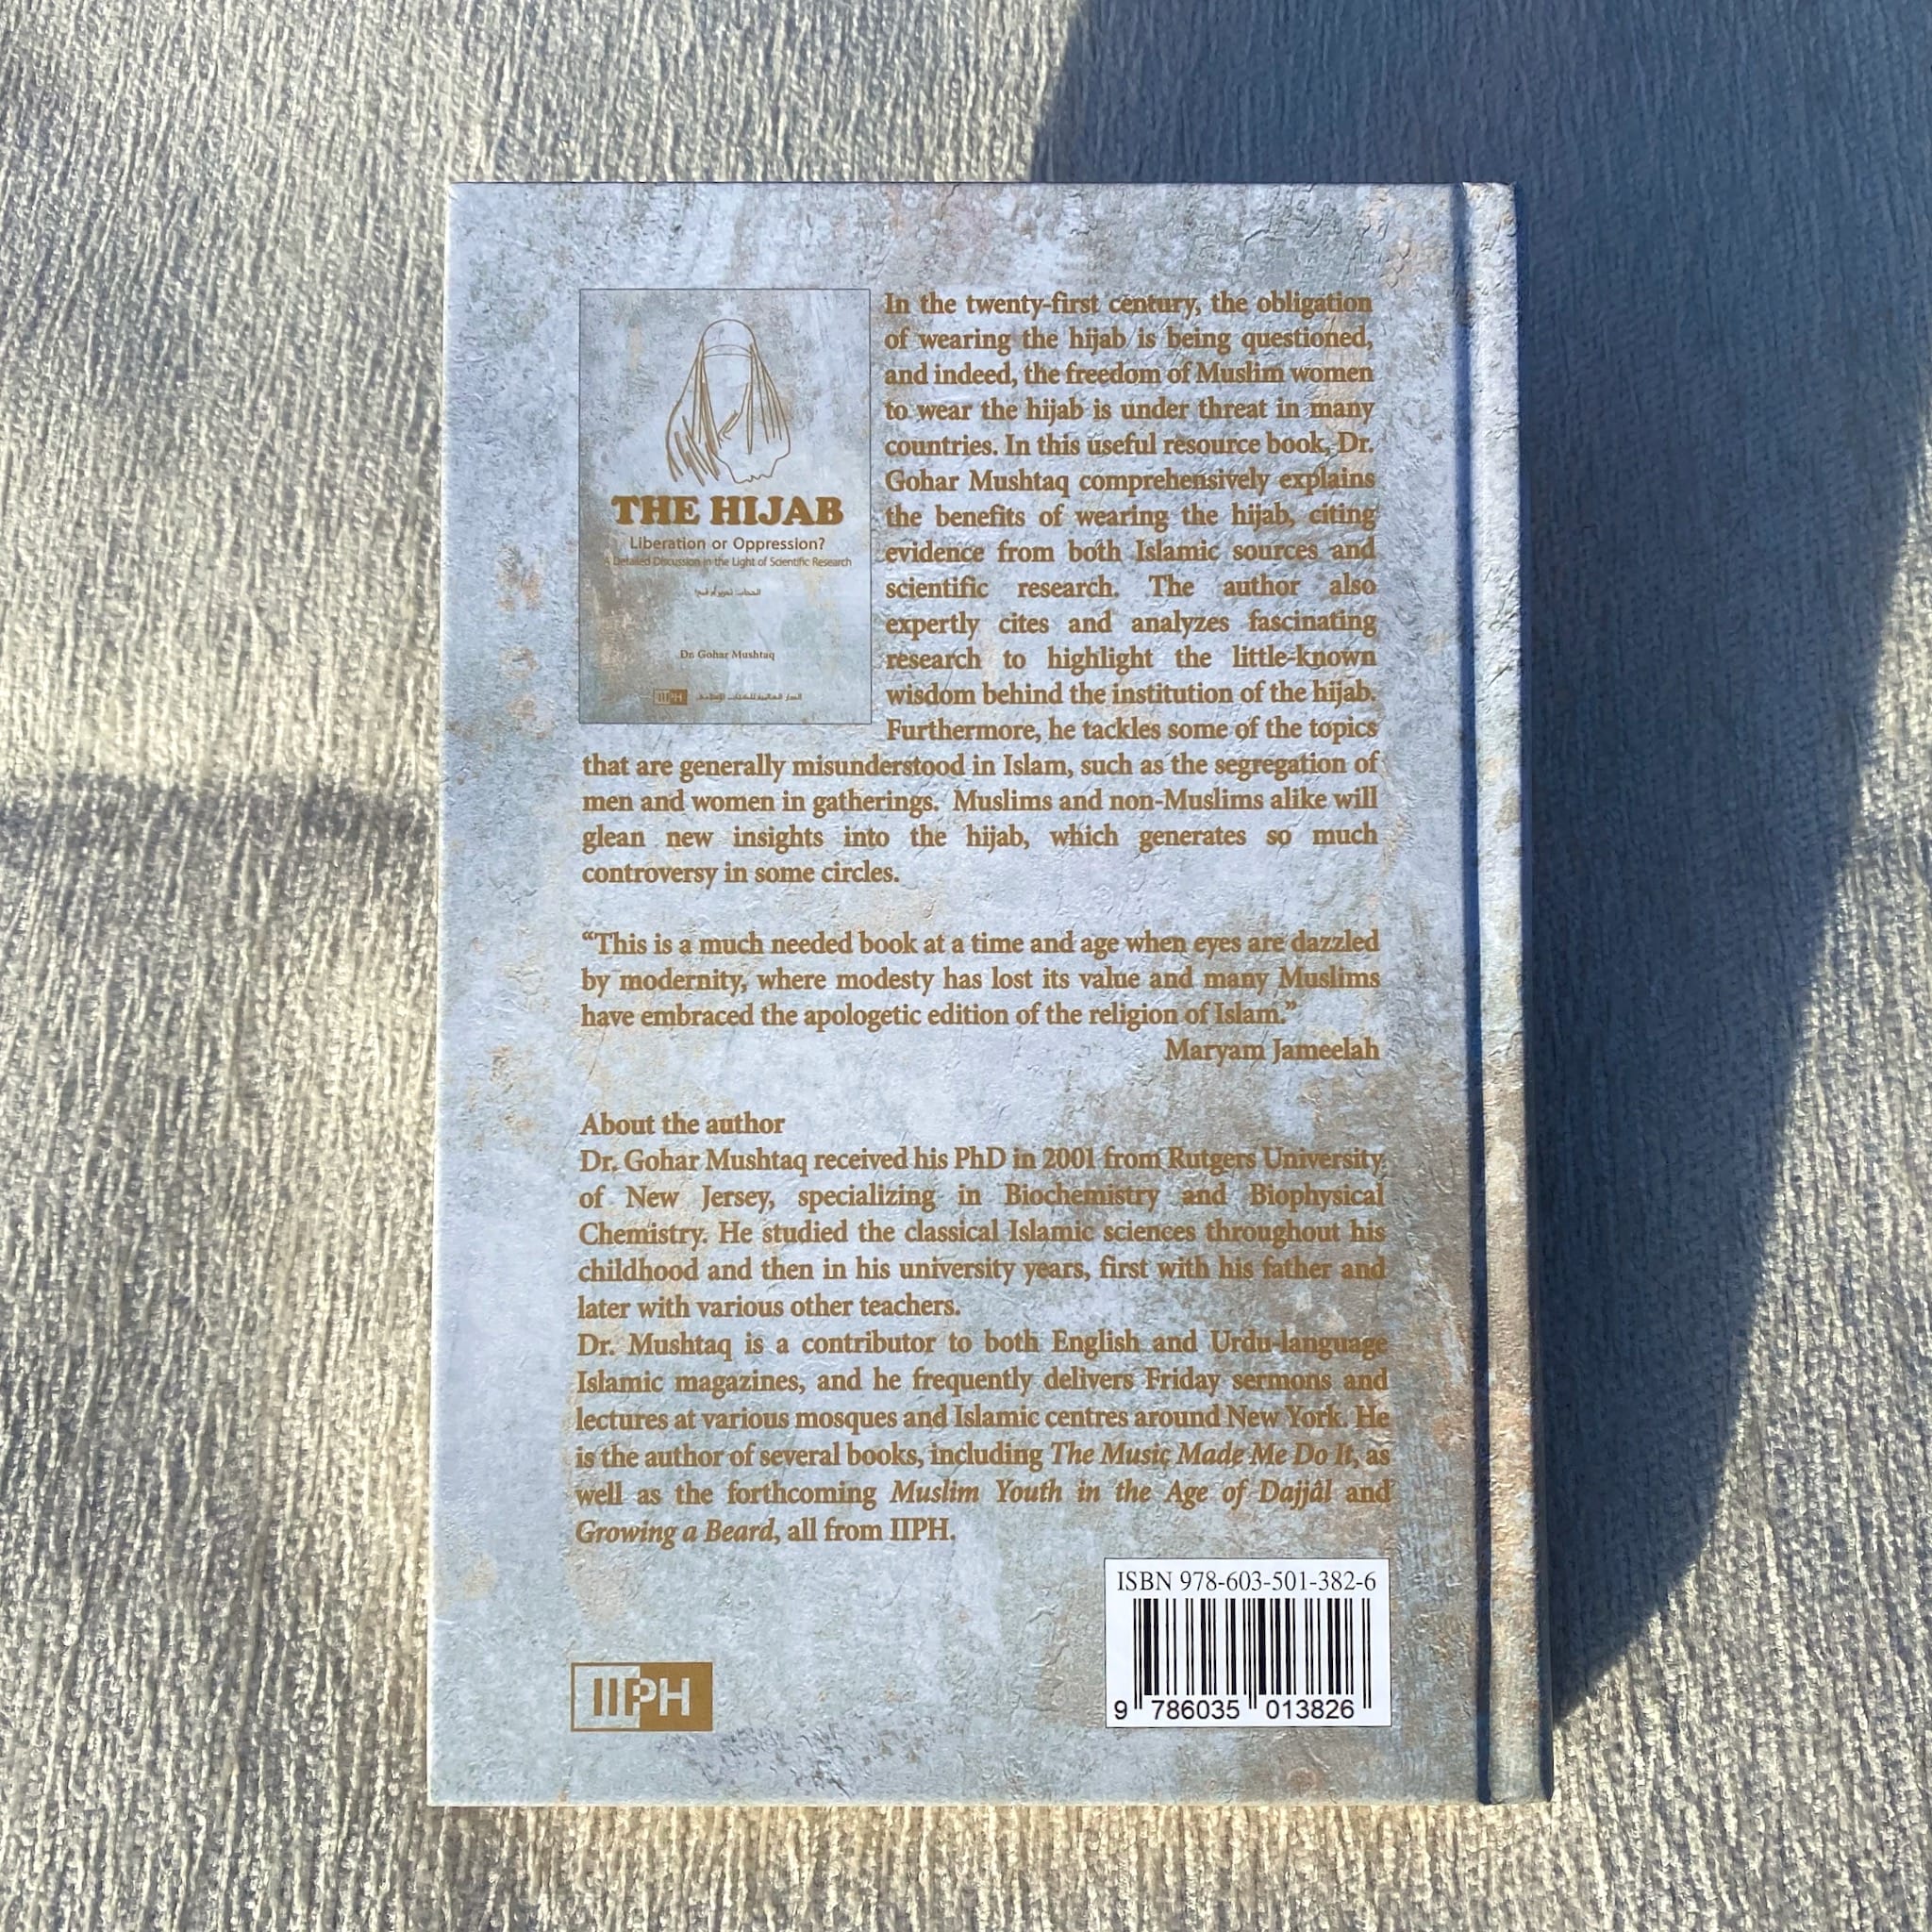 In the twenty-first century, the obligation
of wearing the hijab is being questioned,
and indeed, the freedom of Muslim women
to wear the hijab is under threat in many
countries. In this useful resource book, Dr.
Gohar Mushtaq comprehensively explains
the benefits of wearing the hijab, citing
evidence from both Islamic sources and
scientific research. The author also
expertly cites and analyzes fascinating
research to highlight the little-known
wisdom behind the institution of the hijab.
Furthermore, he tackles some of the topics
that are generally misunderstood in Islam, such as the segregation of
men and women in gatherings. Muslims and non-Muslims alike will
glean new insights into the hijab, which generates so much
controversy in some circles.
THE HIJAB
Liberation or Oppression?
A Detailed Discussion in the Light of Scientific Research
Dr. Gohar Mushtaq
IIPH
“This is a much needed book at a time and age when eyes are dazzled
by modernity, where modesty has lost its value and many Muslims
have embraced the apologetic edition of the religion of Islam.”
Maryam Jameelah
About the author
Dr. Gohar Mushtaq received his PhD in 2001 from Rutgers University
of New Jersey, specializing in Biochemistry and Biophysical
Chemistry. He studied the classical Islamic sciences throughout his
childhood and then in his university years, first with his father and
later with various other teachers.
Dr. Mushtaq is a contributor to both English and Urdu-language
Islamic magazines, and he frequently delivers Friday sermons and
lectures at various mosques and Islamic centres around New York. He
is the author of several books, including The Music Made Me Do It, as
well as the forthcoming Muslim Youth in the Age of Dajjâl and
Growing a Beard, all from IIPH.
ISBN 978-603-501-382-6
9 786035 013826
IIPH